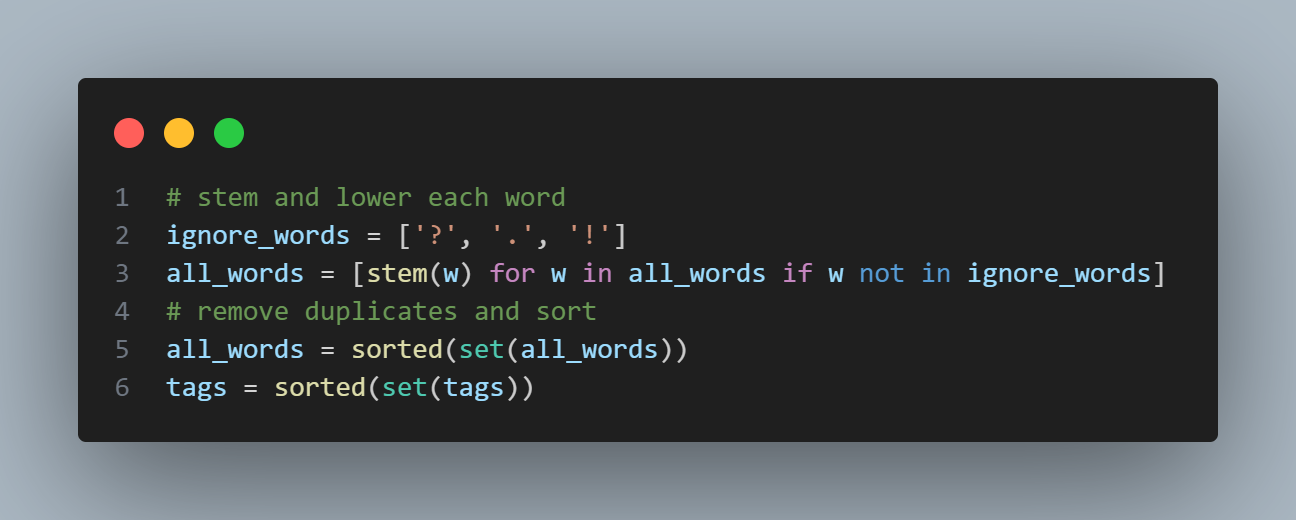 1 # stem and lower each word
2 ignore_words = ['?', '.', '!']
3 all_words = [stem(w) for w in all_words if w not in ignore_words]
4 # remove duplicates and sort
5 all_words = sorted(set(all_words))
6 tags = sorted(set(tags))